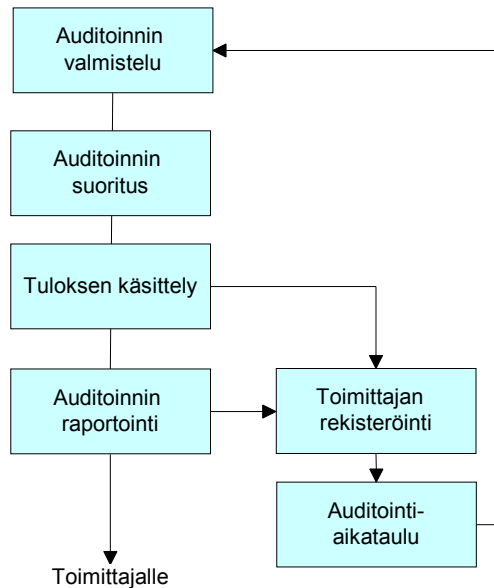 Auditoinnin
valmistelu
Auditoinnin
suoritus
Tuloksen käsittely
Auditoinnin
raportointi
Toimittajan
rekisteröinti
Auditointi-
aikataulu
Toimittajalle